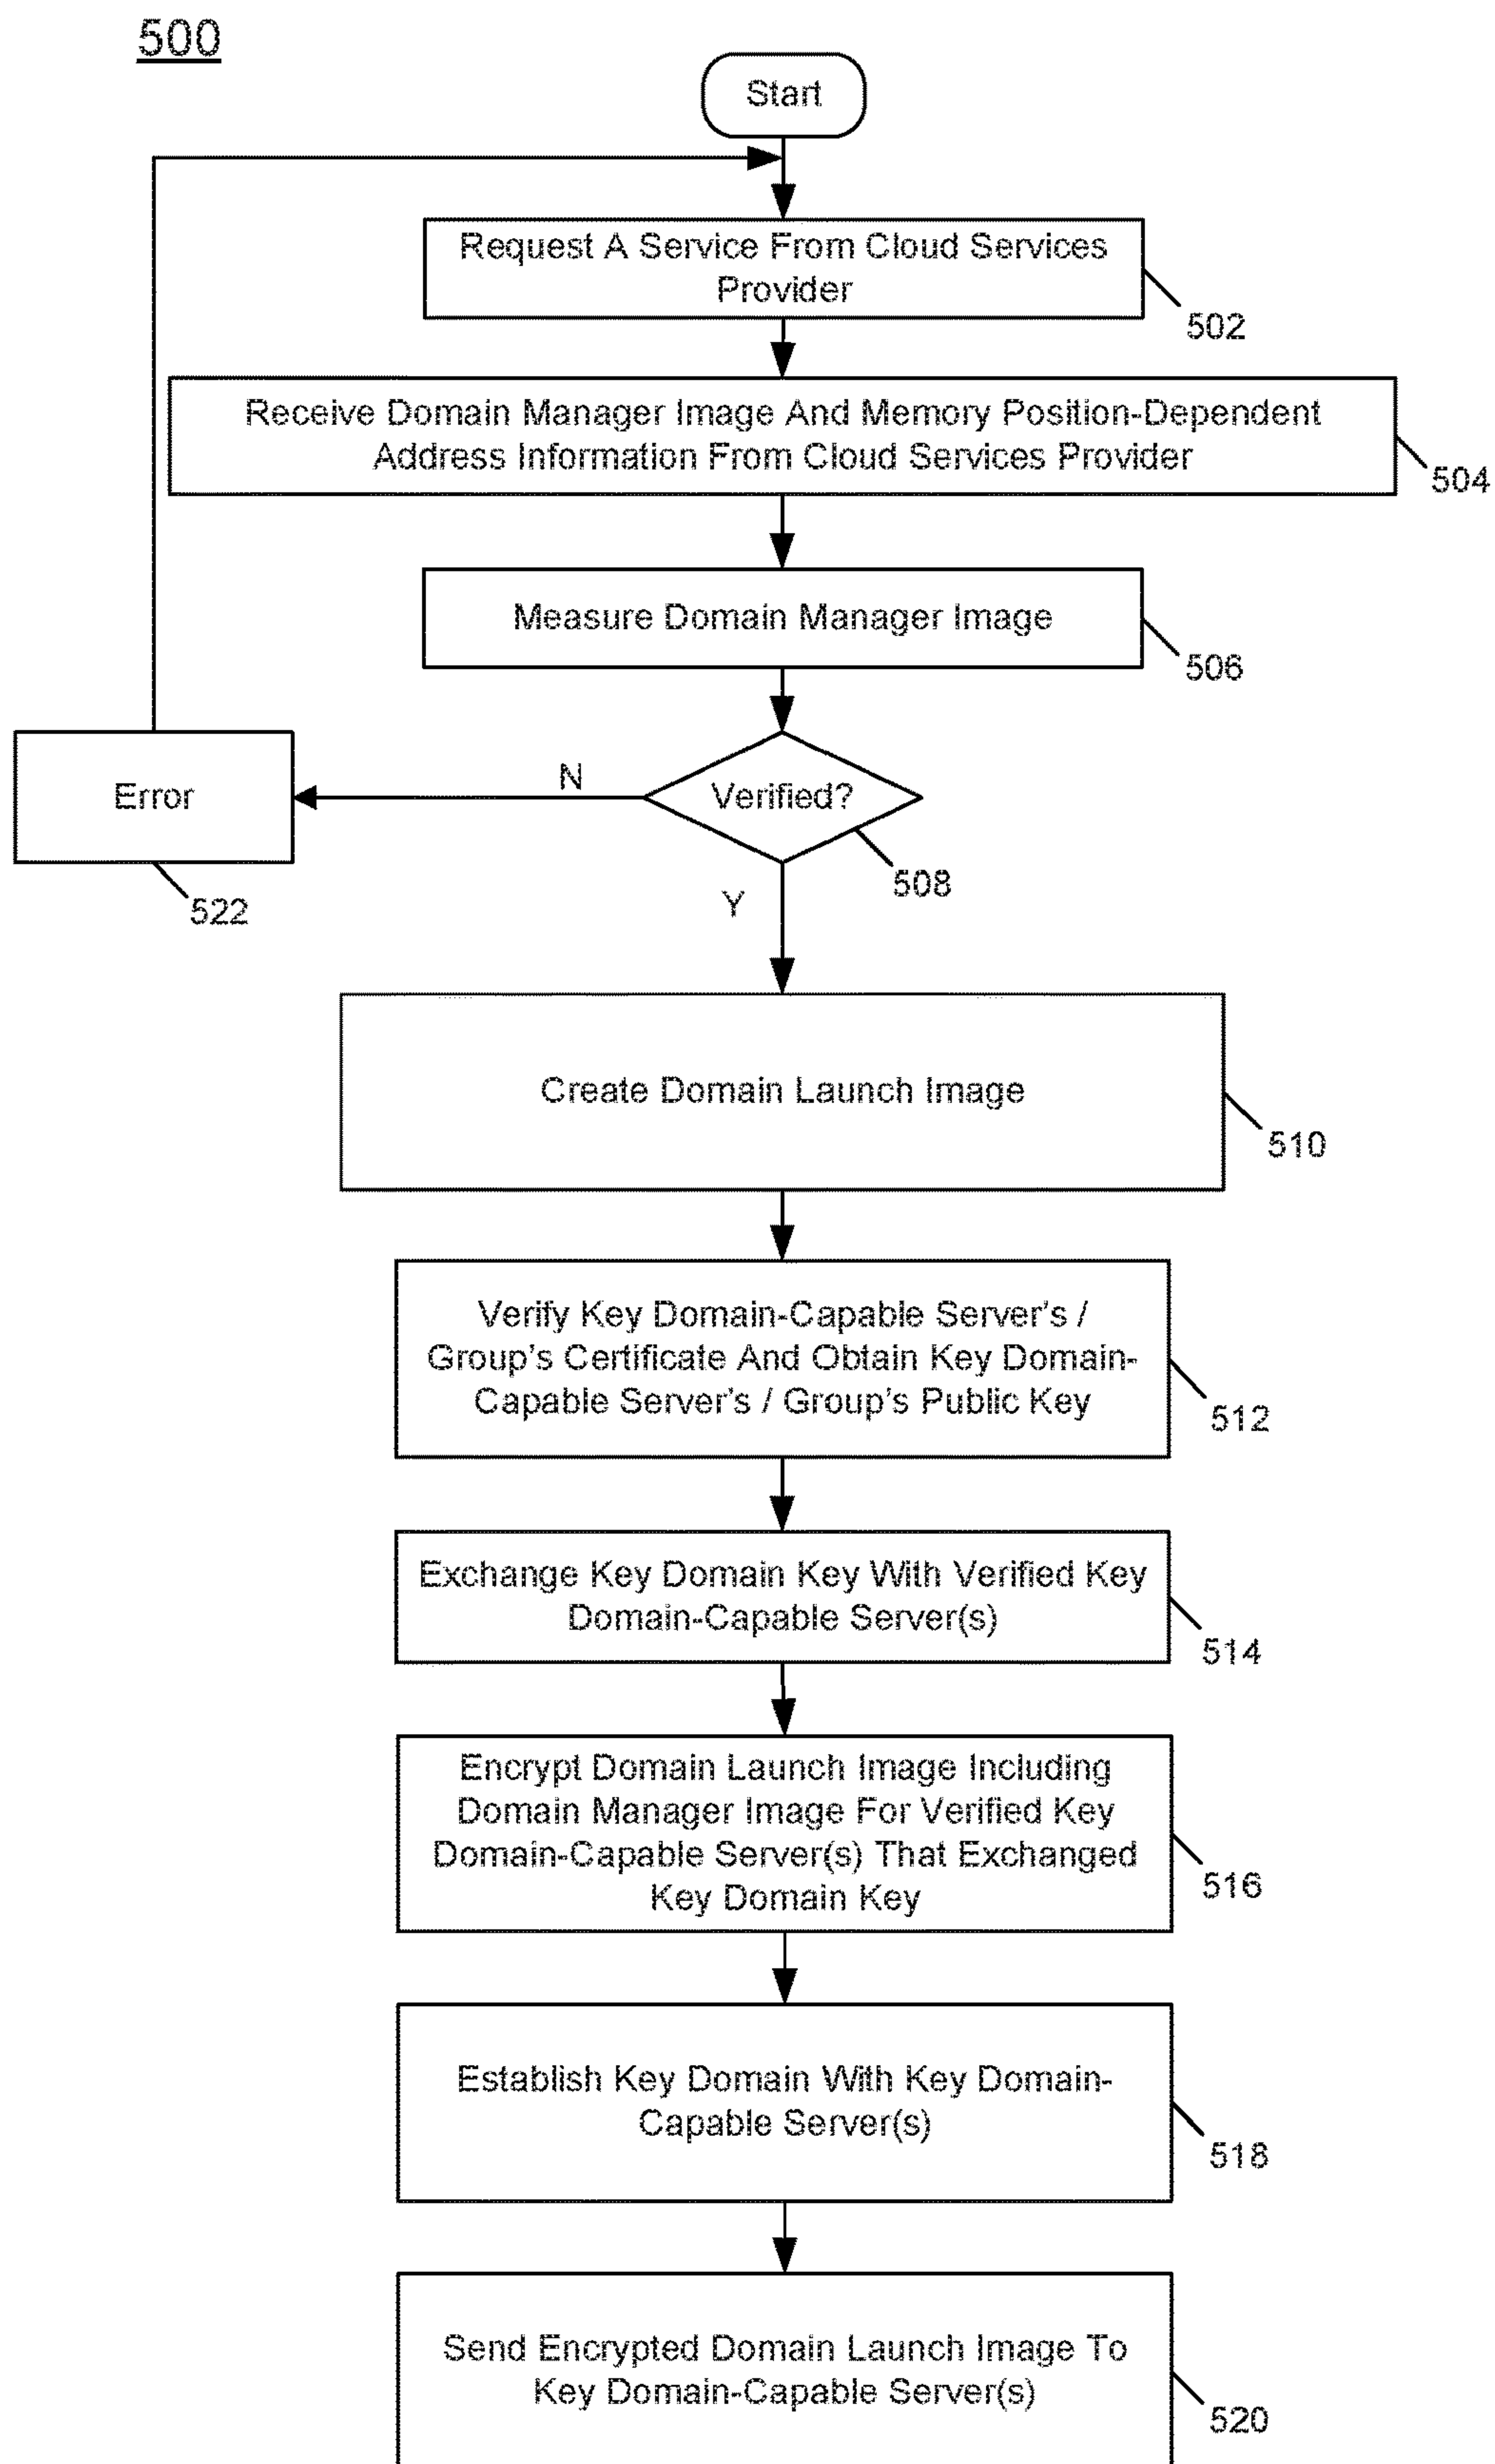 500
Start
Request A Service From Cloud Services
Provider
502
Receive Domain Manager Image And Memory Position-Dependent
Address Information From Cloud Services Provider
504
Measure Domain Manager Image
506
Error
N
Verified?
508
522
Y
Create Domain Launch Image
510
Verify Key Domain-Capable Server's /
Group's Certificate And Obtain Key Domain-
Capable Server's / Group's Public Key
512
Exchange Key Domain Key With Verified Key
Domain-Capable Server(s)
514
Encrypt Domain Launch Image Including
Domain Manager Image For Verified Key
Domain-Capable Server(s) That Exchanged
Key Domain Key
516
Establish Key Domain With Key Domain-
Capable Server(s)
518
Send Encrypted Domain Launch Image To
Key Domain-Capable Server(s)
520